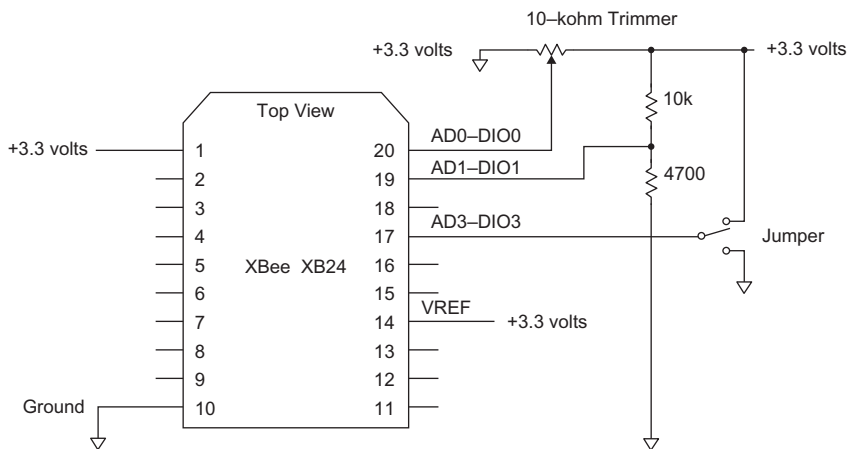 10–kohm Trimmer
+3.3 volts
+3.3 volts
10k
Top View
AD0–DIO0
+3.3 volts
1
20
AD1–DIO1
2
19
4700
3
18
AD3–DIO3
4
17
Jumper
5
XBee XB24
16
6
15
VREF
7
14
+3.3 volts
8
13
9
12
Ground
10
11